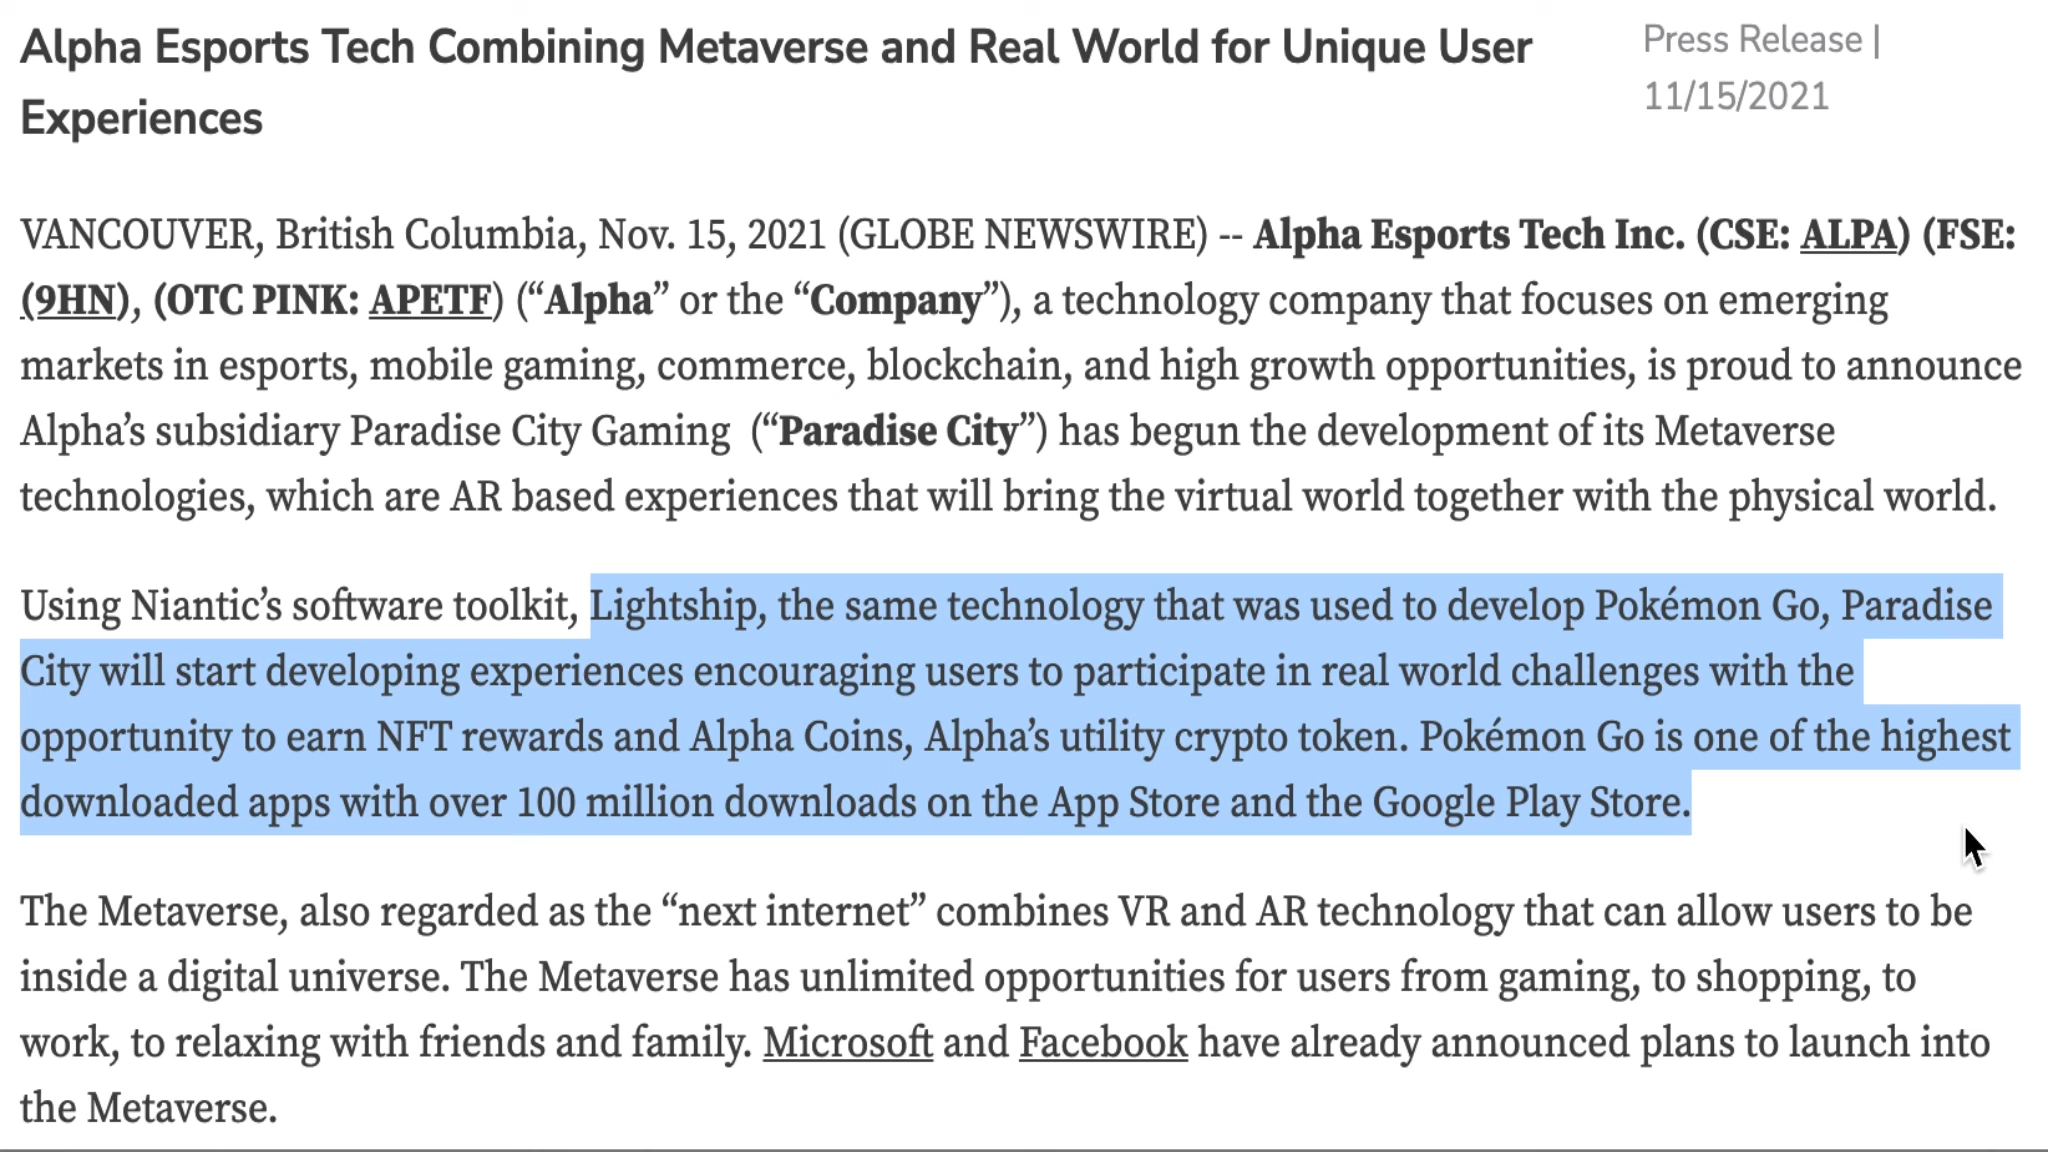 Alpha Esports Tech Combining Metaverse and Real World for Unique User
Experiences
Press Release |
11/15/2021
VANCOUVER, British Columbia, Nov. 15, 2021 (GLOBE NEWSWIRE) -- Alpha Esports Tech Inc. (CSE: ALPA) (FSE:
(9HN), (OTC PINK: APETF) (“Alpha” or the “Company”), a technology company that focuses on emerging
markets in esports, mobile gaming, commerce, blockchain, and high growth opportunities, is proud to announce
Alpha’s subsidiary Paradise City Gaming  (“Paradise City”) has begun the development of its Metaverse
technologies, which are AR based experiences that will bring the virtual world together with the physical world.
Using Niantic’s software toolkit, Lightship, the same technology that was used to develop Pokémon Go, Paradise
City will start developing experiences encouraging users to participate in real world challenges with the
opportunity to earn NFT rewards and Alpha Coins, Alpha’s utility crypto token. Pokémon Go is one of the highest
downloaded apps with over 100 million downloads on the App Store and the Google Play Store.
The Metaverse, also regarded as the “next internet” combines VR and AR technology that can allow users to be
inside a digital universe. The Metaverse has unlimited opportunities for users from gaming, to shopping, to
work, to relaxing with friends and family. Microsoft and Facebook have already announced plans to launch into
the Metaverse.